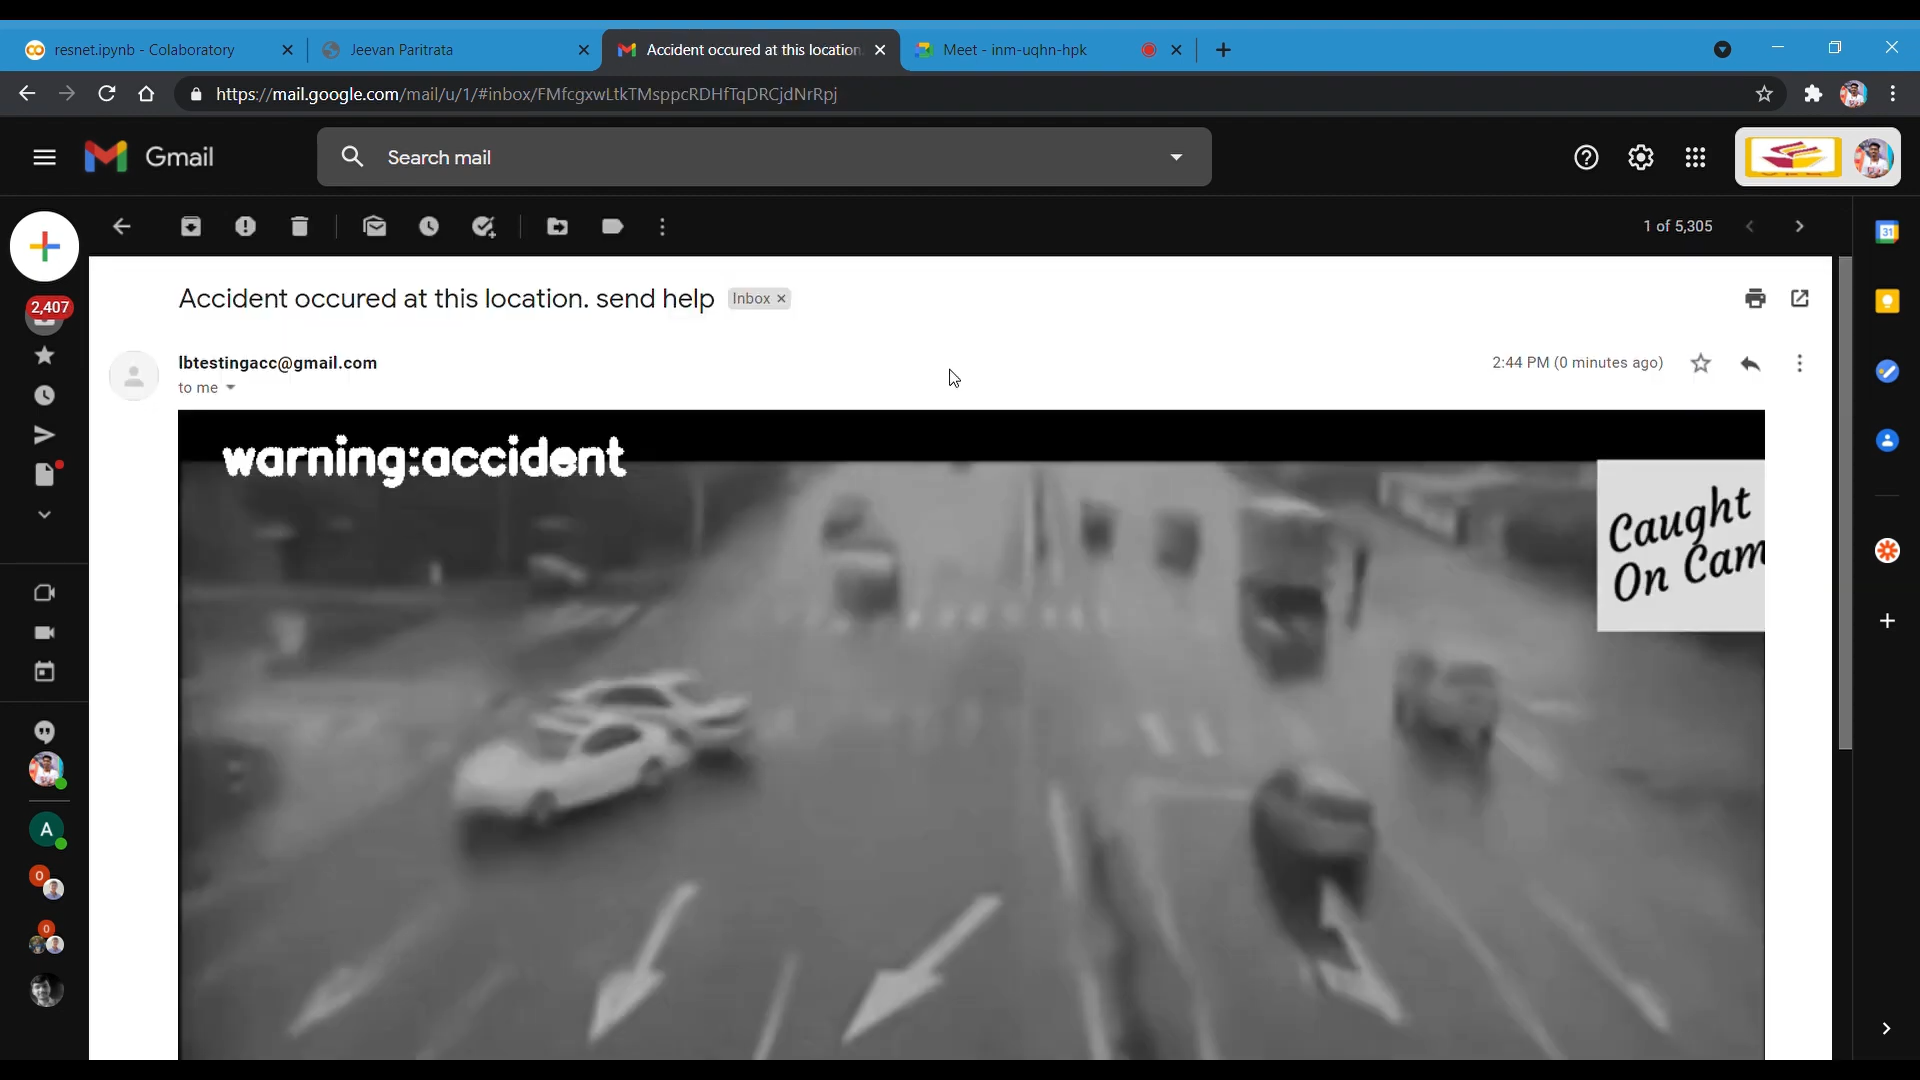 resnet.ipynb - Colaboratory
Jeevan Paritrata
Accident occured at this location.
Meet - inm-uqhn-hpk
https://mail.google.com/mail/u/1/#inbox/FMfcgxwLtkTMsppcRDHfTqDRCjdNrRpj
Gmail
Search mail
1 of 5,305
31
2,407
Accident occured at this location. send help
Inbox
lbtestingacc@gmail.com
2:44 PM (0 minutes ago)
to me
warning:accident
Caught
On Cam
A
0
0